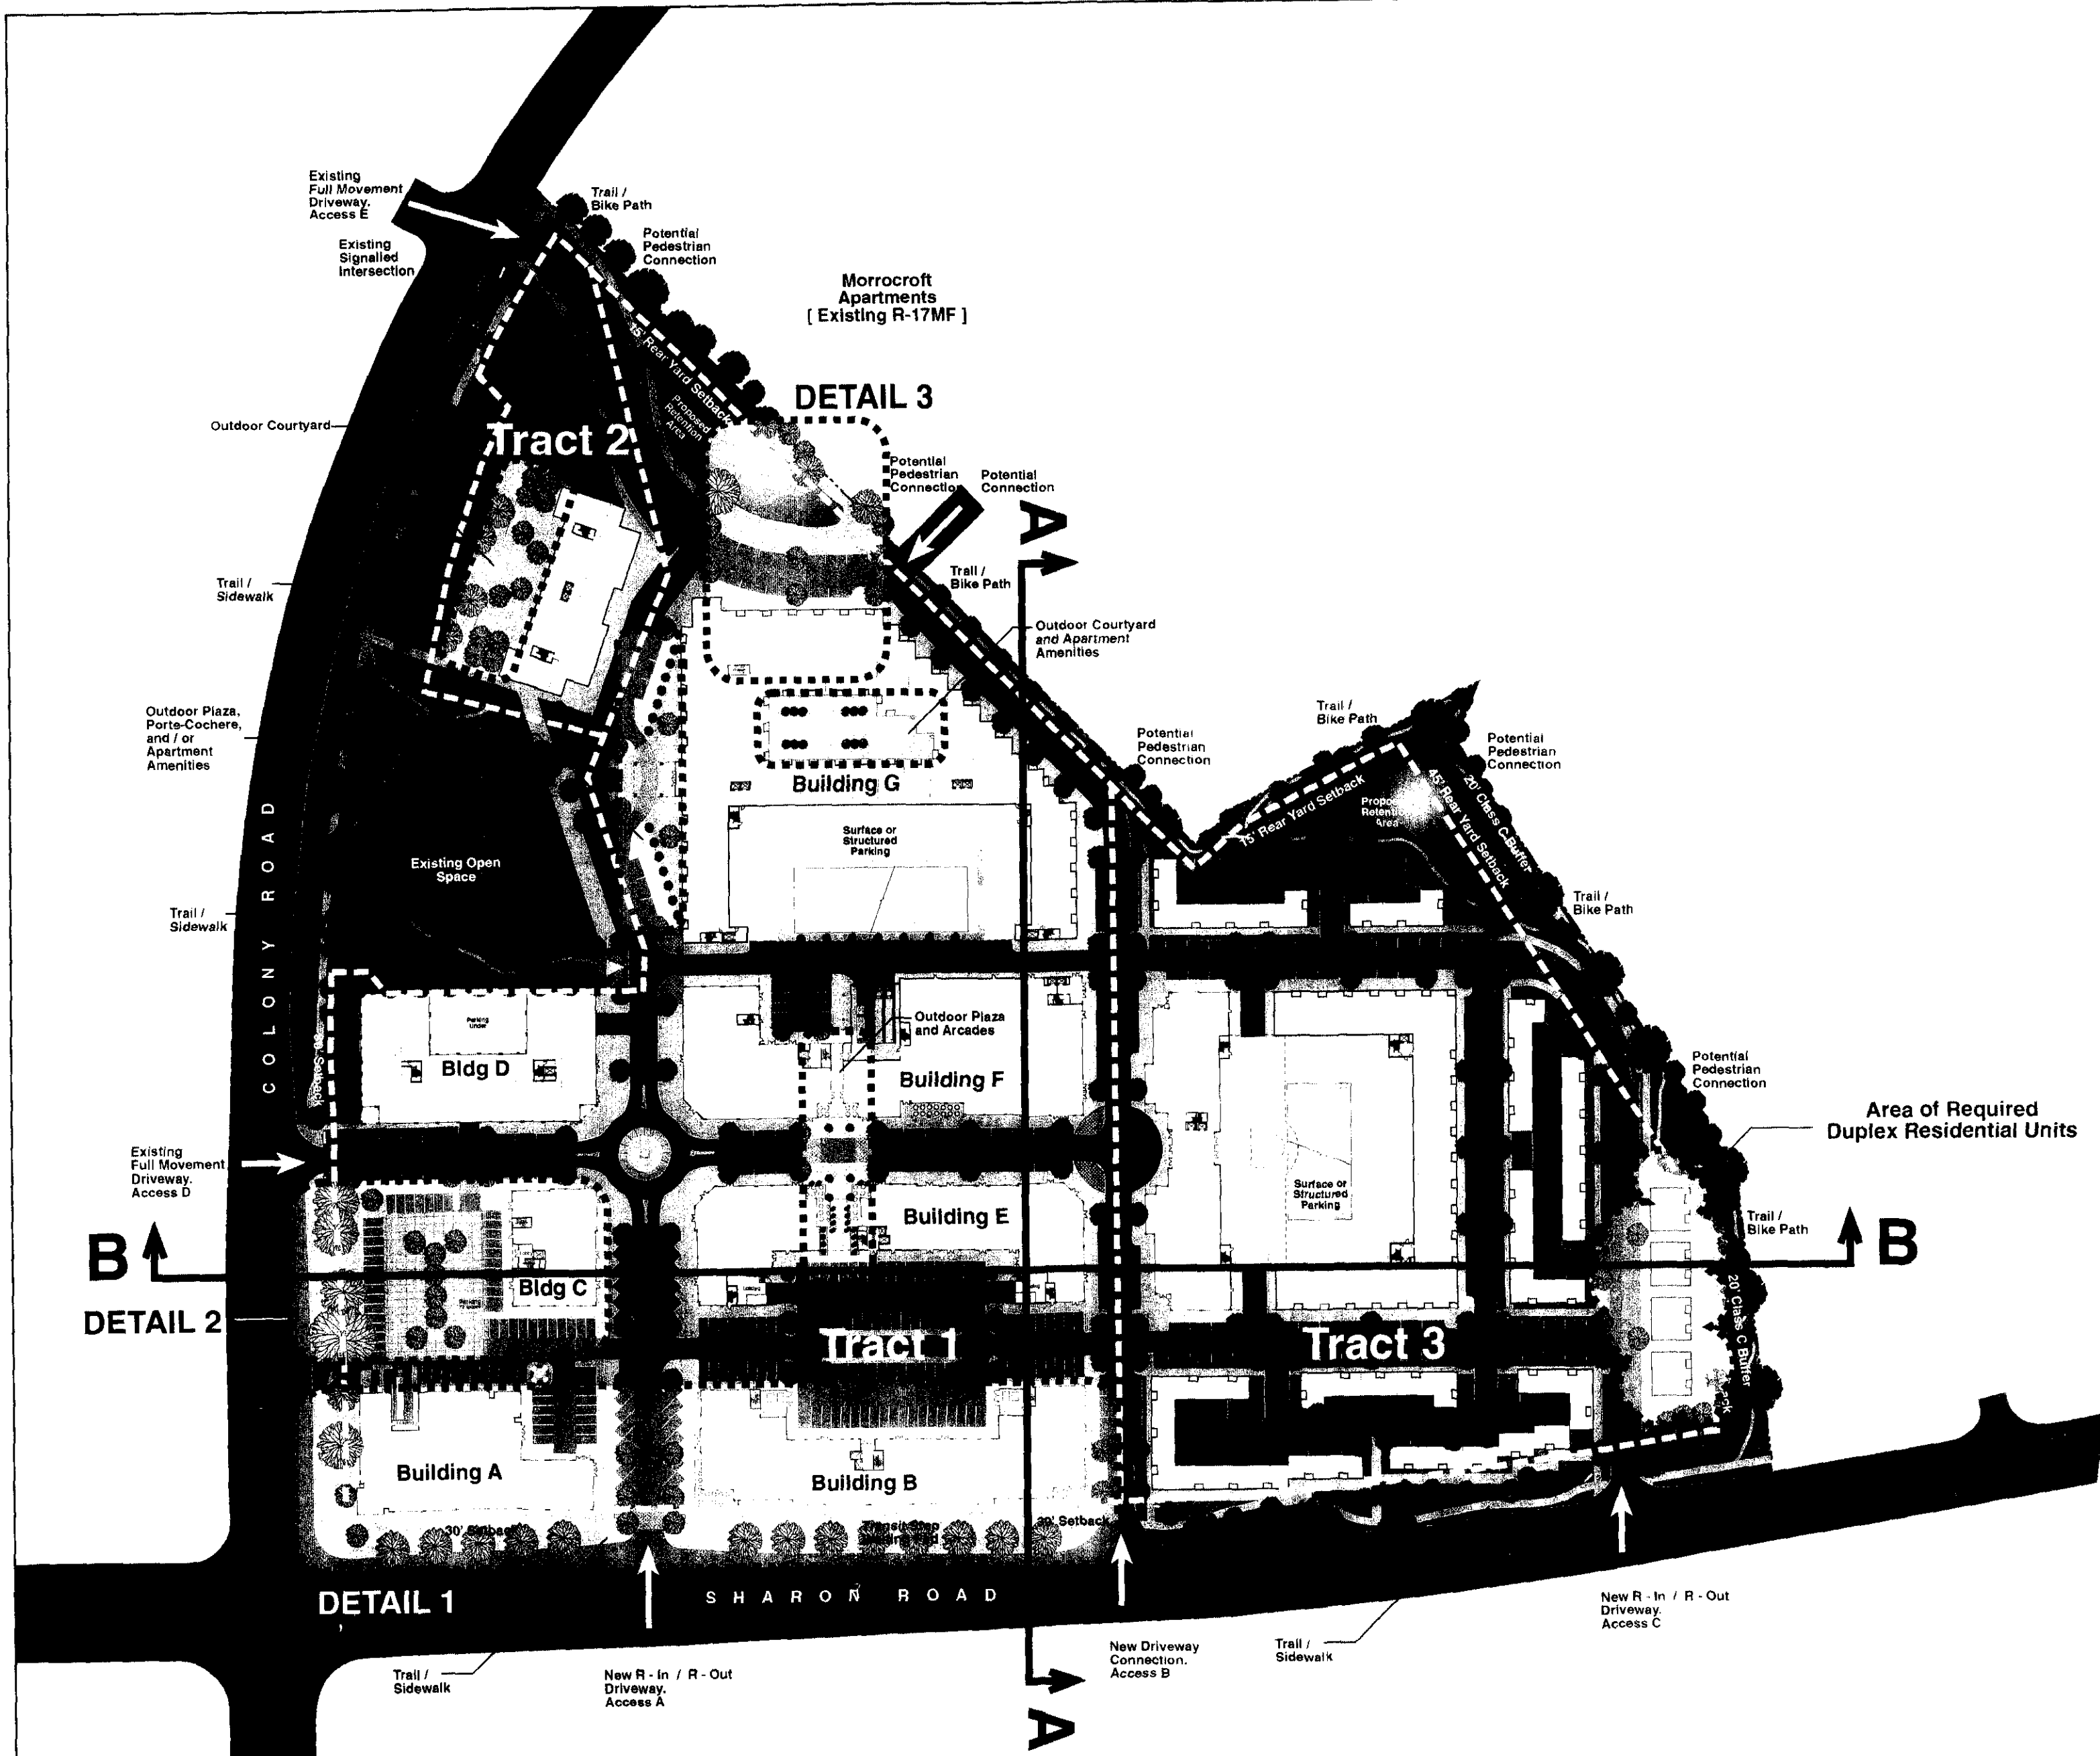 Existing
Full Movement
Driveway.
Access E
Trail /
Bike Path
Existing
Signalled
Intersection
Potential
Pedestrian
Connection
Morrocroft
Apartments
[ Existing R-17MF ]
15' Rear Yard Setback
Proposed
Retention
Area
DETAIL 3
Outdoor Courtyard
Tract 2
Potential
Pedestrian
Connection
Potential
Connection
A
Trail /
Bike Path
Trail /
Sidewalk
Outdoor Courtyard
and Apartment
Amenities
Outdoor Plaza,
Porte-Cochere,
and / or
Apartment
Amenities
Trail /
Bike Path
Potential
Pedestrian
Connection
Potential
Pedestrian
Connection
Building G
20' Class C Buffer
45' Rear Yard Setback
15' Rear Yard Setback
Area
Surface or
Structured
Parking
Existing Open
Space
Trail /
Sidewalk
Trail /
Bike Path
COLONY ROAD
Parking
Under
Outdoor Plaza
and Arcades
Bldg D
Building F
Setback
Potential
Pedestrian
Connection
Area of Required
Duplex Residential Units
Existing
Full Movement
Driveway.
Access D
Surface or
Structured
Parking
Building E
Trail /
Bike Path
B
B
Bldg C
20' Class C Buffer
DETAIL 2
Tract 1
Tract 3
Building A
Building B
30' Setback
Transit Stop
30' Setback
DETAIL 1
SHARON ROAD
New R - In / R - Out
Driveway.
Access C
Trail /
Sidewalk
New R - In / R - Out
Driveway.
Access A
New Driveway
Connection.
Access B
Trail /
Sidewalk
A